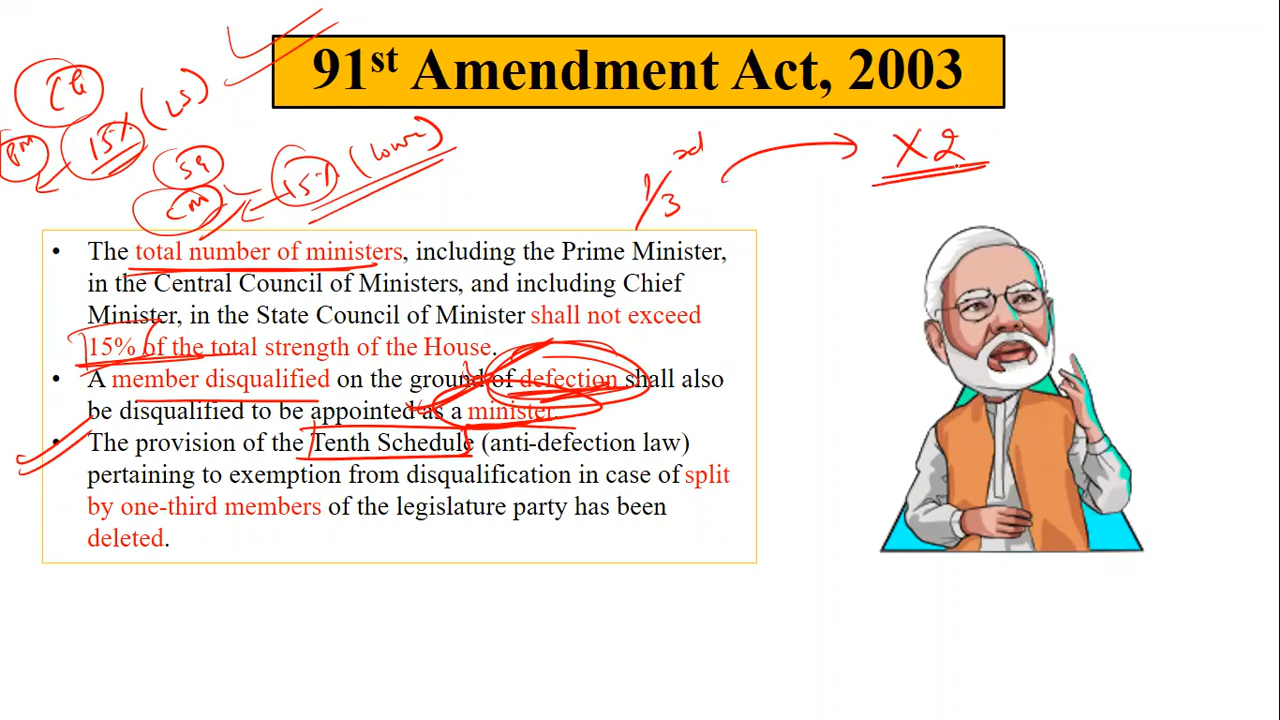 91st Amendment Act, 2003
CG
15% (LS)
PM
SG
15% (lower)
CM
1/3 rd
X2
• The total number of ministers, including the Prime Minister,
in the Central Council of Ministers, and including Chief
Minister, in the State Council of Minister shall not exceed
15% of the total strength of the House.
• A member disqualified on the ground of defection shall also
be disqualified to be appointed as a minister.
• The provision of the Tenth Schedule (anti-defection law)
pertaining to exemption from disqualification in case of split
by one-third members of the legislature party has been
deleted.